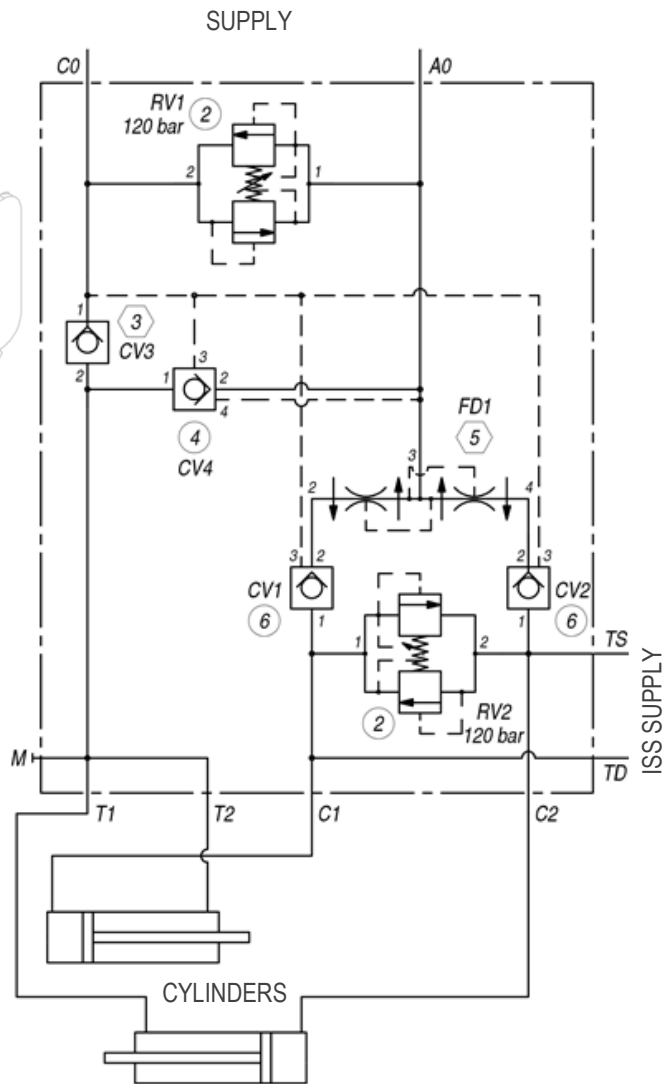 SUPPLY
C0
A0
RV1
120 bar
2
2
1
1
3
CV3
2
3
1
2
4
4
CV4
FD1
5
3
2
4
3
2
2
3
CV1
6
1
CV2
6
1
TS
1
2
2
RV2
120 bar
ISS SUPPLY
M
TD
T1
T2
C1
C2
CYLINDERS